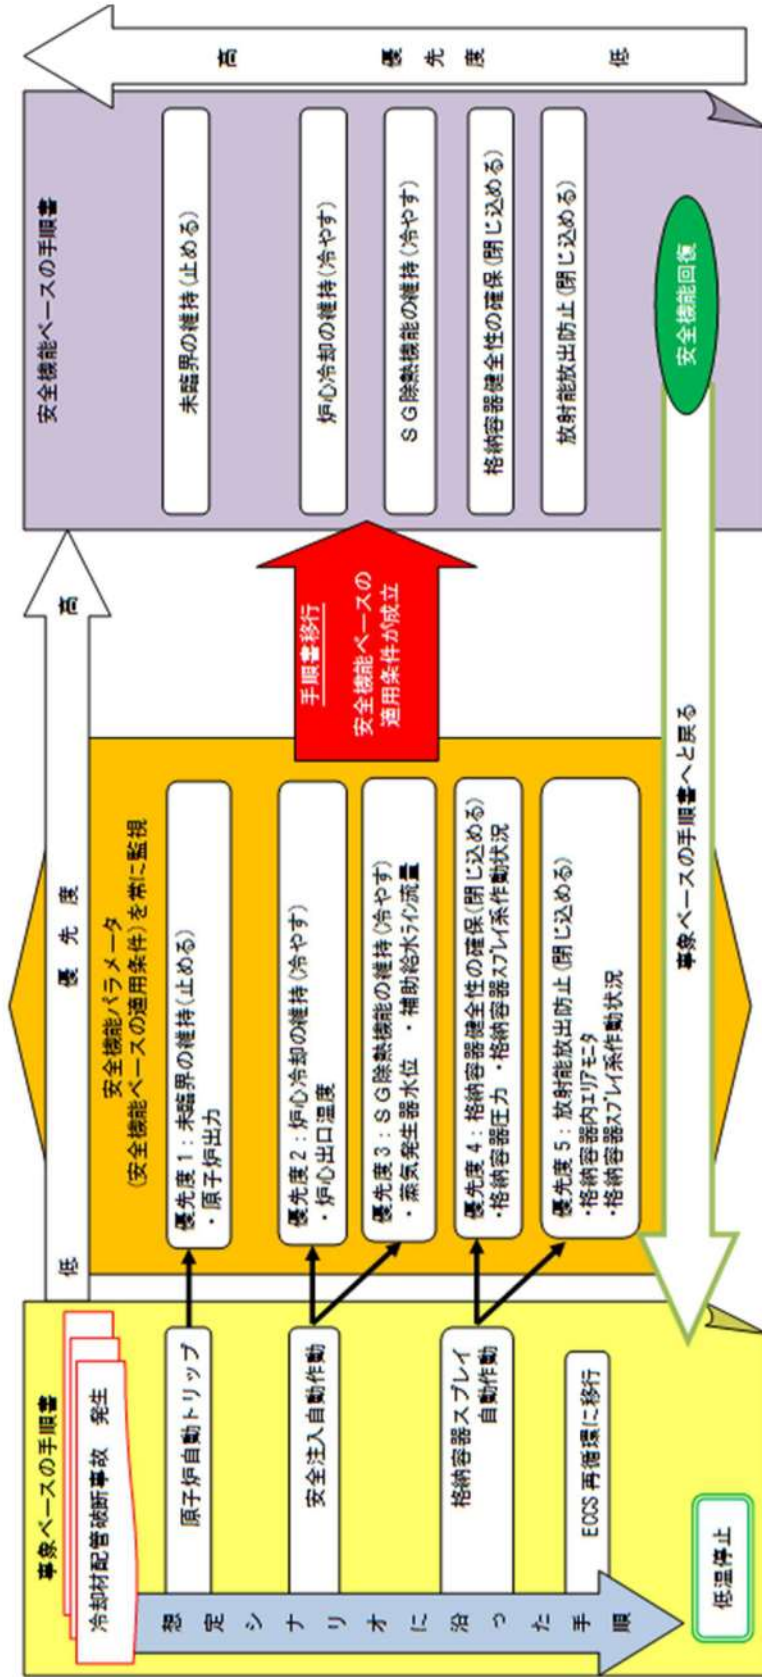 事象ベースの手順書
冷却材配管破断事故 発生
想定シナリオに沿った手順
原子炉自動トリップ
安全注入自動作動
格納容器スプレイ
自動作動
ECCS 再循環に移行
低温停止
低 優先度 高
安全機能パラメータ
(安全機能ベースの適用条件)を常に監視
優先度1:未臨界の維持(止める)
・原子炉出力
優先度2:炉心冷却の維持(冷やす)
・炉心出口温度
優先度3:SG除熱機能の維持(冷やす)
・蒸気発生器水位 ・補助給水ライン流量
優先度4:格納容器健全性の確保(閉じ込める)
・格納容器圧力 ・格納容器スプレイ系作動状況
優先度5:放射能放出防止(閉じ込める)
・格納容器内エリアモニタ
・格納容器スプレイ系作動状況
手順書移行
安全機能ベースの
適用条件が成立
安全機能ベースの手順書
未臨界の維持(止める)
炉心冷却の維持(冷やす)
SG除熱機能の維持(冷やす)
格納容器健全性の確保(閉じ込める)
放射能放出防止(閉じ込める)
安全機能回復
事象ベースの手順書へと戻る
高 優先度 低